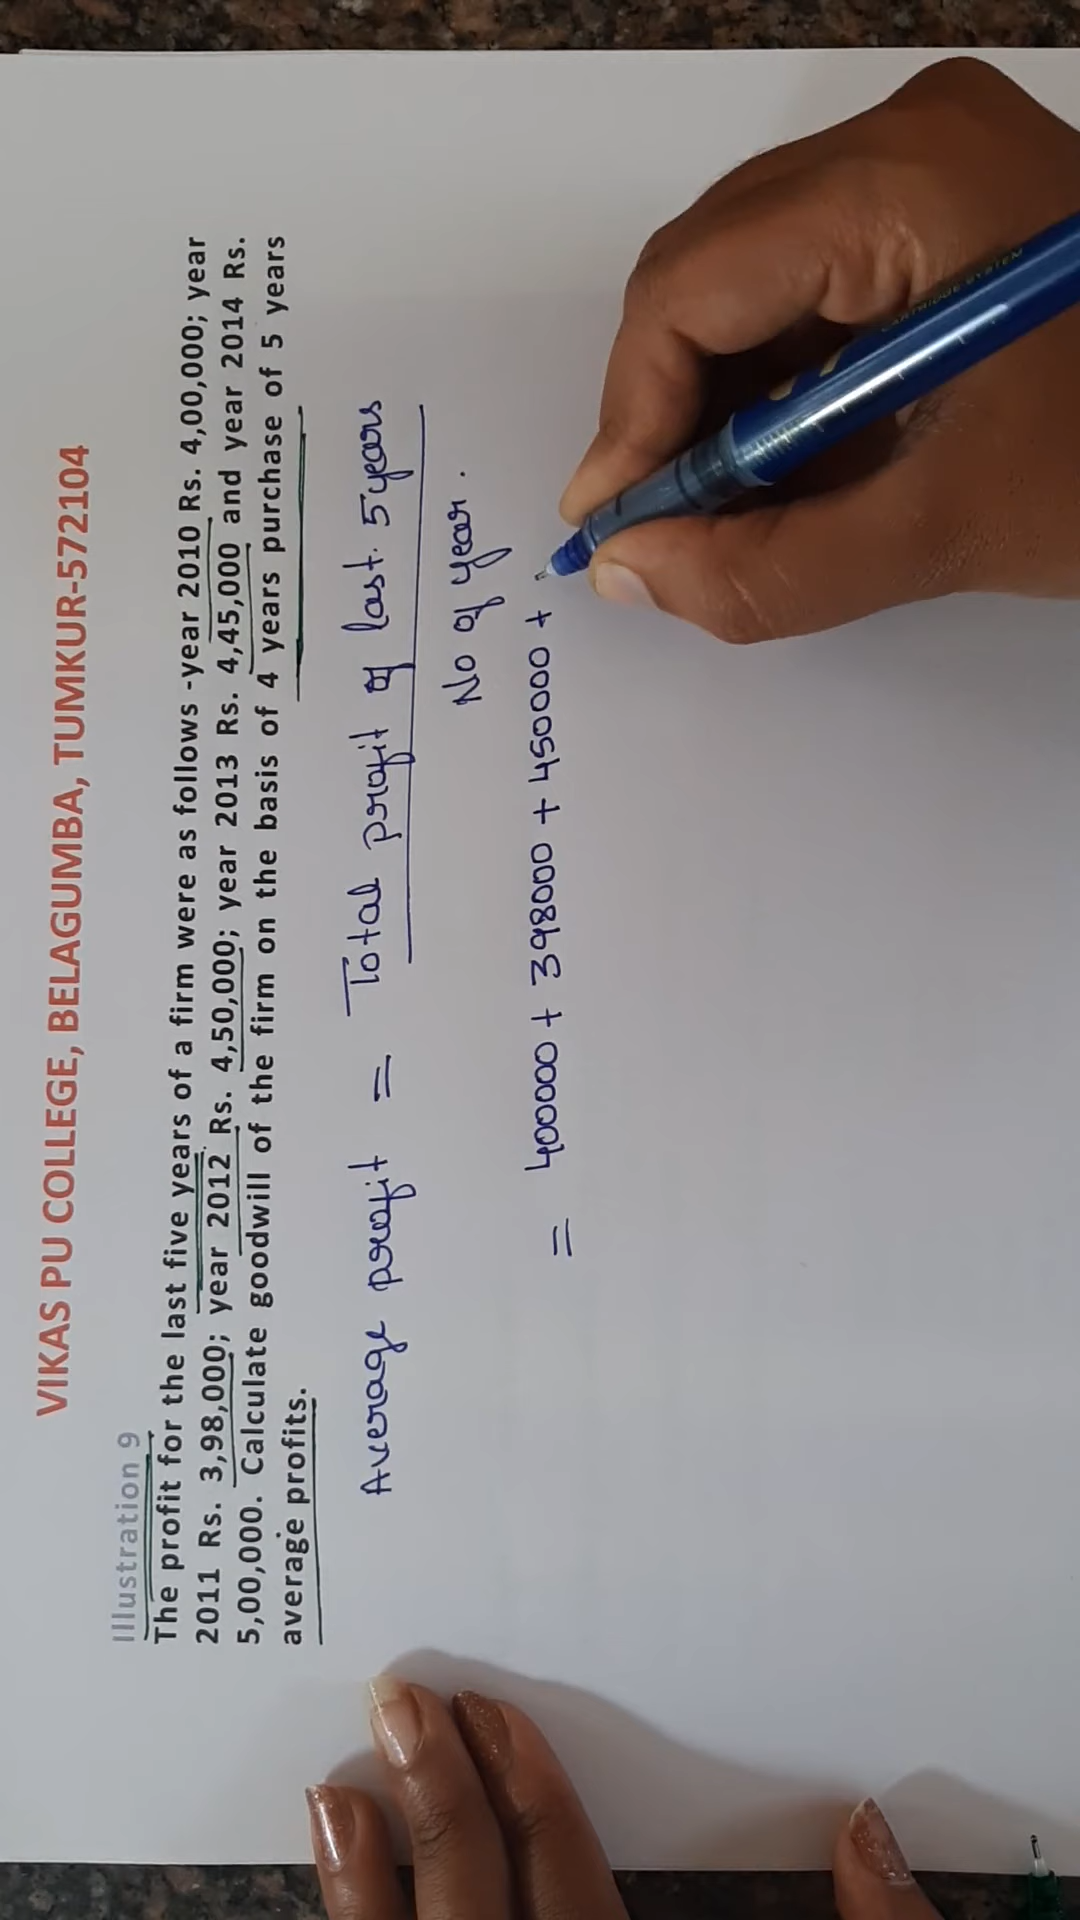 VIKAS PU COLLEGE, BELAGUMBA, TUMKUR-572104
Illustration 9
The profit for the last five years of a firm were as follows -year 2010 Rs. 4,00,000; year
2011 Rs. 3,98,000; year 2012 Rs. 4,50,000; year 2013 Rs. 4,45,000 and year 2014 Rs.
5,00,000. Calculate goodwill of the firm on the basis of 4 years purchase of 5 years
average profits.
Average profit = Total profit of last 5 years
No of year.
= 400000 + 398000 + 450000 +
CARTRIDGE SYSTEM